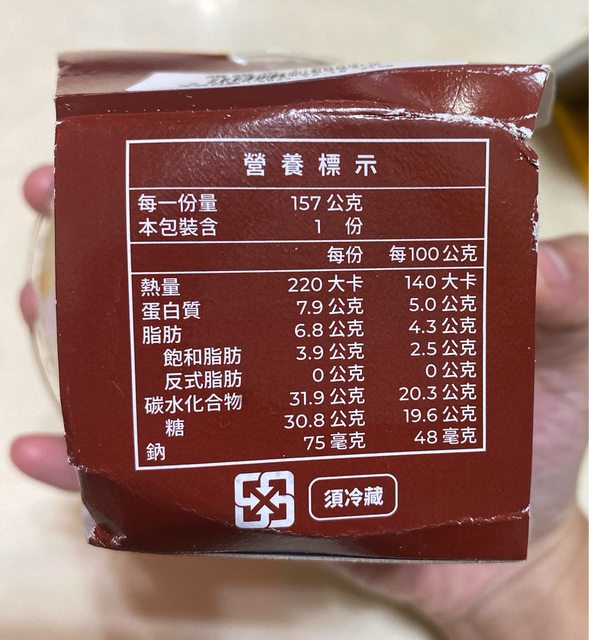 營養標示
每一份量 157 公克
本包裝含 1 份
每份 每100公克
熱量 220 大卡 140 大卡
蛋白質 7.9 公克 5.0 公克
脂肪 6.8 公克 4.3 公克
飽和脂肪 3.9 公克 2.5 公克
反式脂肪 0 公克 0 公克
碳水化合物 31.9 公克 20.3 公克
糖 30.8 公克 19.6 公克
鈉 75 毫克 48 毫克
須冷藏